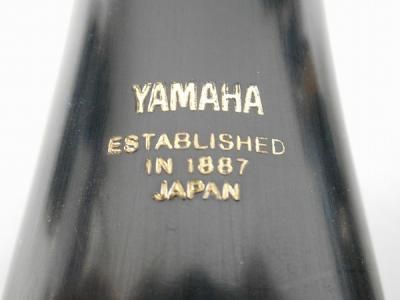 YAMAHA
ESTABLISHED
IN 1887
JAPAN